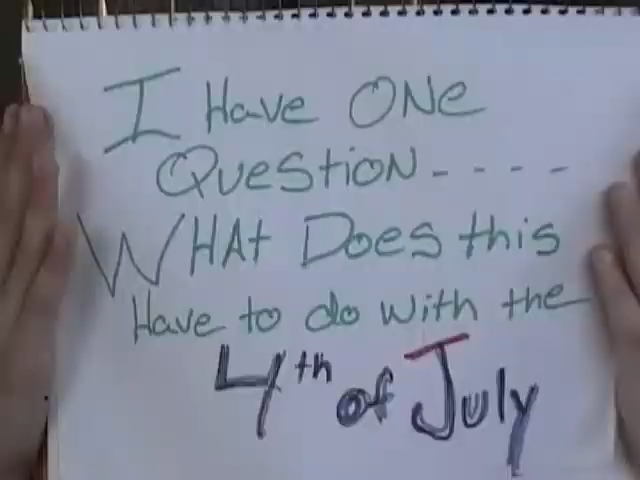 I Have ONe
QueStioN - - - -
WHAt Does this
Have to do with the
4th of July